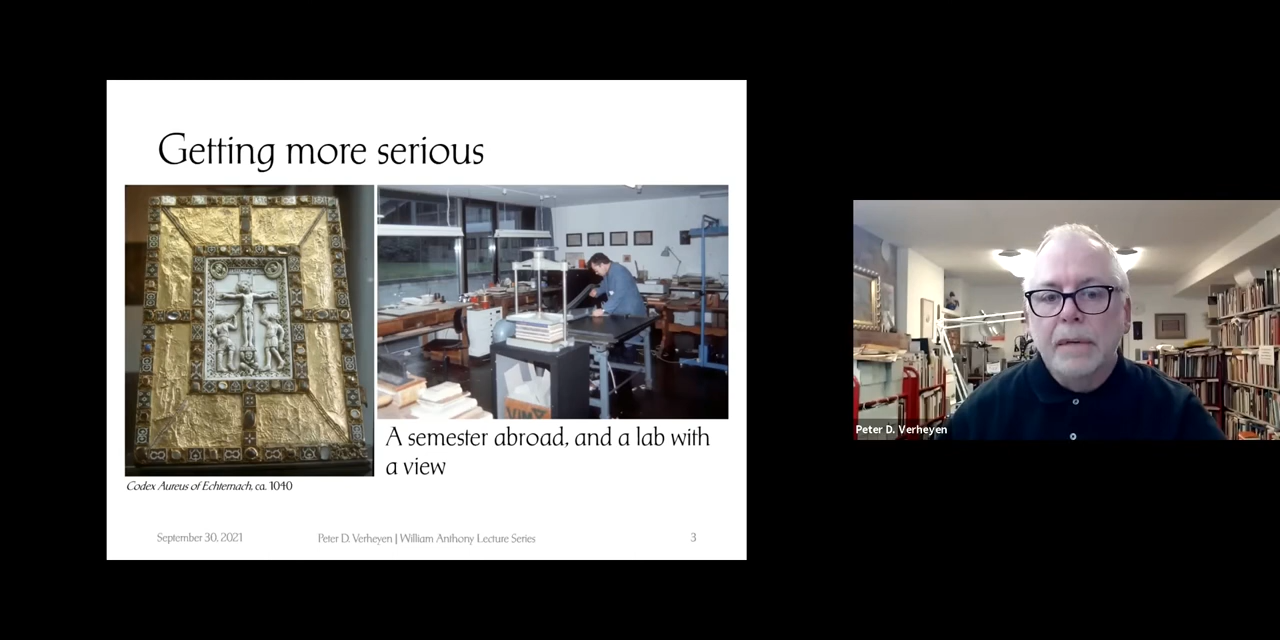 Getting more serious
A semester abroad, and a lab with
a view
Codex Aureus of Echternach, ca. 1040
September 30, 2021
Peter D. Verheyen | William Anthony Lecture Series
3
Peter D. Verheyen